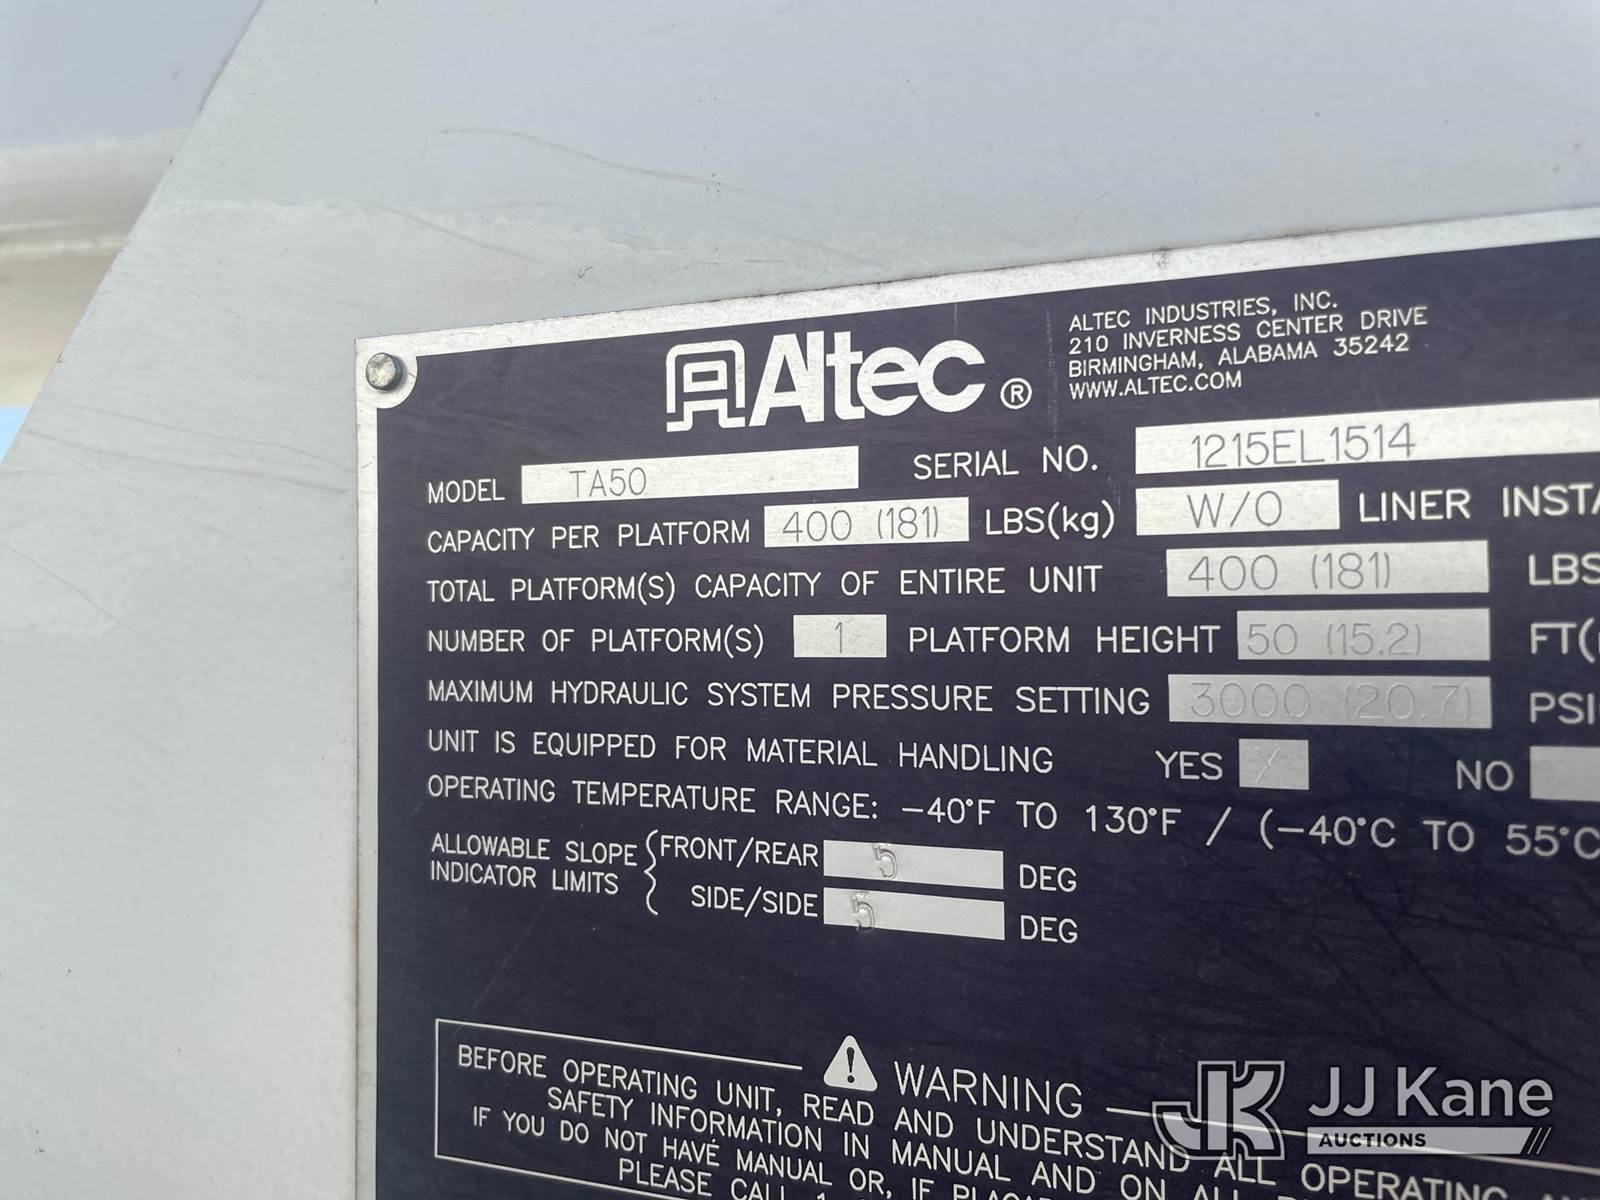 Altec ®
ALTEC INDUSTRIES, INC.
210 INVERNESS CENTER DRIVE
BIRMINGHAM, ALABAMA 35242
WWW.ALTEC.COM
MODEL TA50 SERIAL NO. 1215EL1514
CAPACITY PER PLATFORM 400 (181) LBS(kg) W/O LINER INSTA
TOTAL PLATFORM(S) CAPACITY OF ENTIRE UNIT 400 (181) LBS
NUMBER OF PLATFORM(S) 1 PLATFORM HEIGHT 50 (15.2) FT(
MAXIMUM HYDRAULIC SYSTEM PRESSURE SETTING 3000 (20.7) PSI
UNIT IS EQUIPPED FOR MATERIAL HANDLING YES X NO
OPERATING TEMPERATURE RANGE: -40°F TO 130°F / (-40°C TO 55°C
ALLOWABLE SLOPE INDICATOR LIMITS
FRONT/REAR 5 DEG
SIDE/SIDE 5 DEG
WARNING
BEFORE OPERATING UNIT, READ AND UNDERSTAND ALL OPERATING
SAFETY INFORMATION IN MANUAL AND ON ALL
IF YOU DO NOT HAVE MANUAL OR, IF
PLEASE CALL 1
JK JJ Kane
AUCTIONS